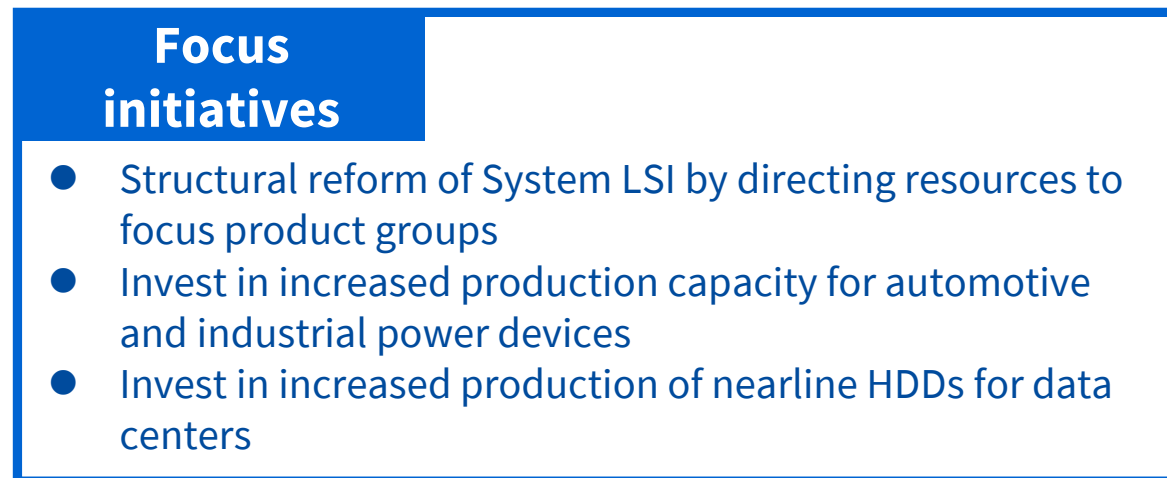 Focus
initiatives
● Structural reform of System LSI by directing resources to
focus product groups
● Invest in increased production capacity for automotive
and industrial power devices
● Invest in increased production of nearline HDDs for data
centers